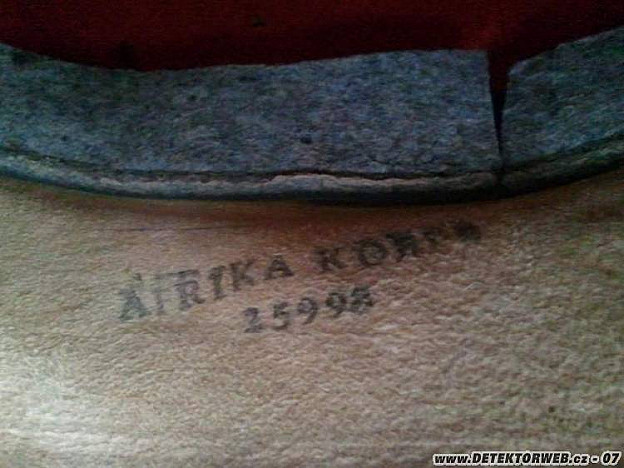 AFRIKA KORPS
25998
www.DETEKTORWEB.cz - 07